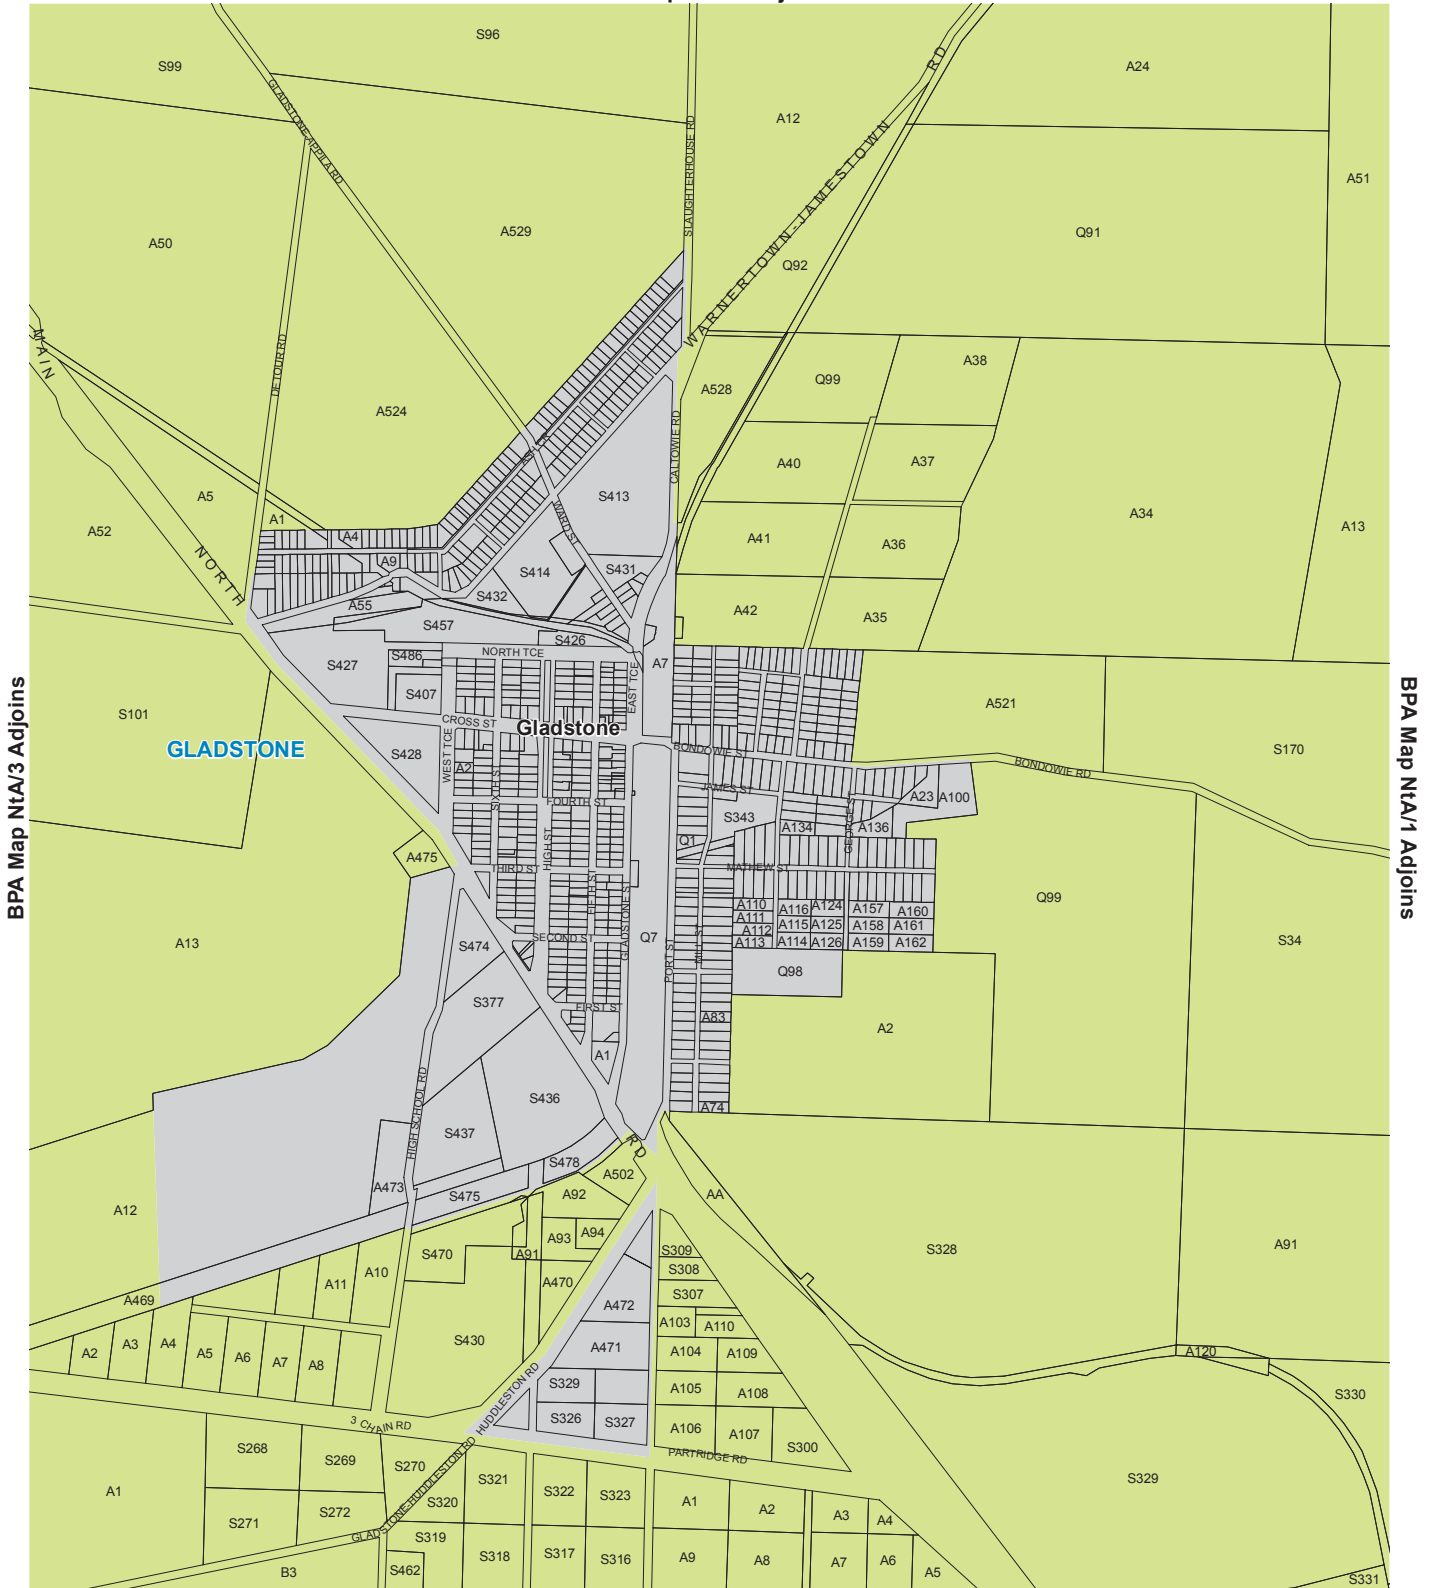 S96
S99
A24
A12
RD
GLADSTONE-APPILA RD
SLAUGHTERHOUSE RD
WARNERTOWN-JAMESTOWN
A51
A50
A529
Q91
Q92
MAIN
DETOUR RD
A38
Q99
A528
A524
CALTOWIE RD
A40
A37
S413
A5
A1
A34
A52
A13
A4
WARD ST
A41
A36
A9
S414
S431
NORTH
S432
A55
A42
A35
S457
S426
NORTH TCE
S486
S427
A7
EAST TCE
S407
A521
S101
CROSS ST
Gladstone
GLADSTONE
S428
WEST TCE
BONDOWIE ST
S170
BONDOWIE RD
A2
SIXTH ST
JAMES ST
A23
A100
FOURTH ST
S343
A134
GEORGE ST
A136
Q1
HIGH ST
A475
THIRD ST
MATHEW ST
FIFTH ST
GLADSTONE ST
Q99
A110
A116
A124
A157
A160
A111
A115
A125
A158
A161
A112
A113
A114
A126
A159
A162
BPA Map NtA/3 Adjoins
BPA Map NtA/1 Adjoins
A13
S474
SECOND ST
Q7
PORT ST
MILL ST
S34
Q98
S377
FIRST ST
A83
A2
A1
HIGH SCHOOL RD
S436
A74
S437
RD
S478
A502
A473
S475
A92
AA
A12
A93
A94
S470
A91
S309
S328
A91
S308
A11
A10
A470
S307
A469
A472
A103
A110
A2
A3
A4
A5
A6
A7
A8
S430
A471
A104
A109
A120
HUDDLESTON RD
S329
A105
A108
S330
3 CHAIN RD
S326
S327
A106
A107
S300
PARTRIDGE RD
S268
S269
S270
S321
S322
S323
A1
A2
A3
A4
S329
A1
S271
S272
S320
GLADSTONE-HUDDLESTON RD
S319
S318
S317
S316
A9
A8
A7
A6
A5
B3
S462
S331